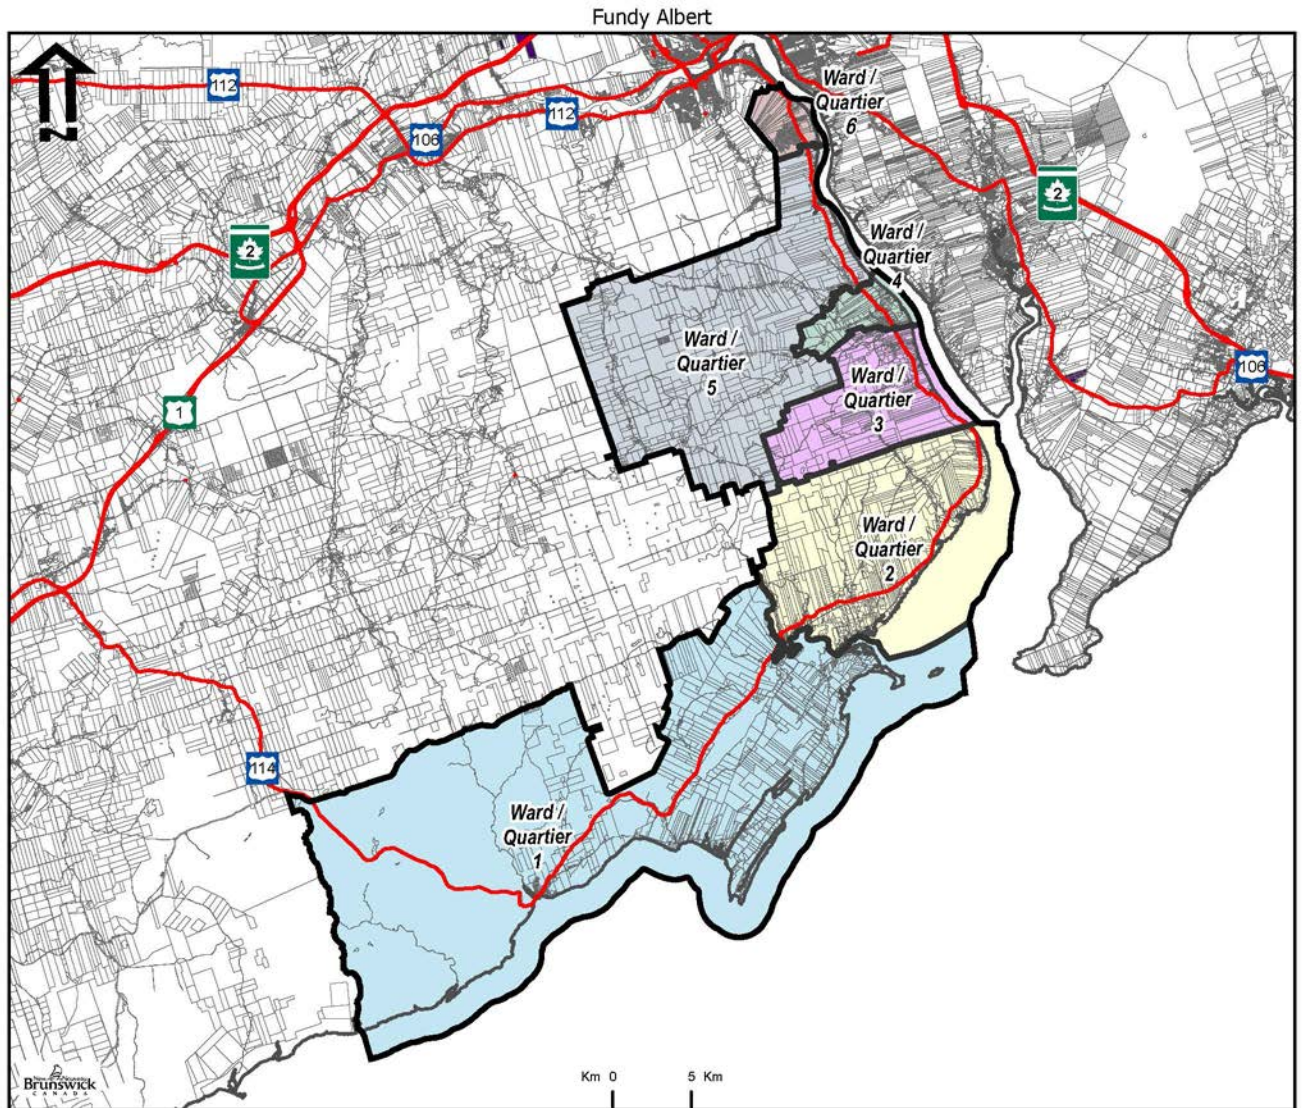 Fundy Albert
N
112
112
106
2
2
1
106
114
Ward /
Quartier
6
Ward /
Quartier
4
Ward /
Quartier
5
Ward /
Quartier
3
Ward /
Quartier
2
Ward /
Quartier
1
Brunswick
CANADA
Km 0 5 Km